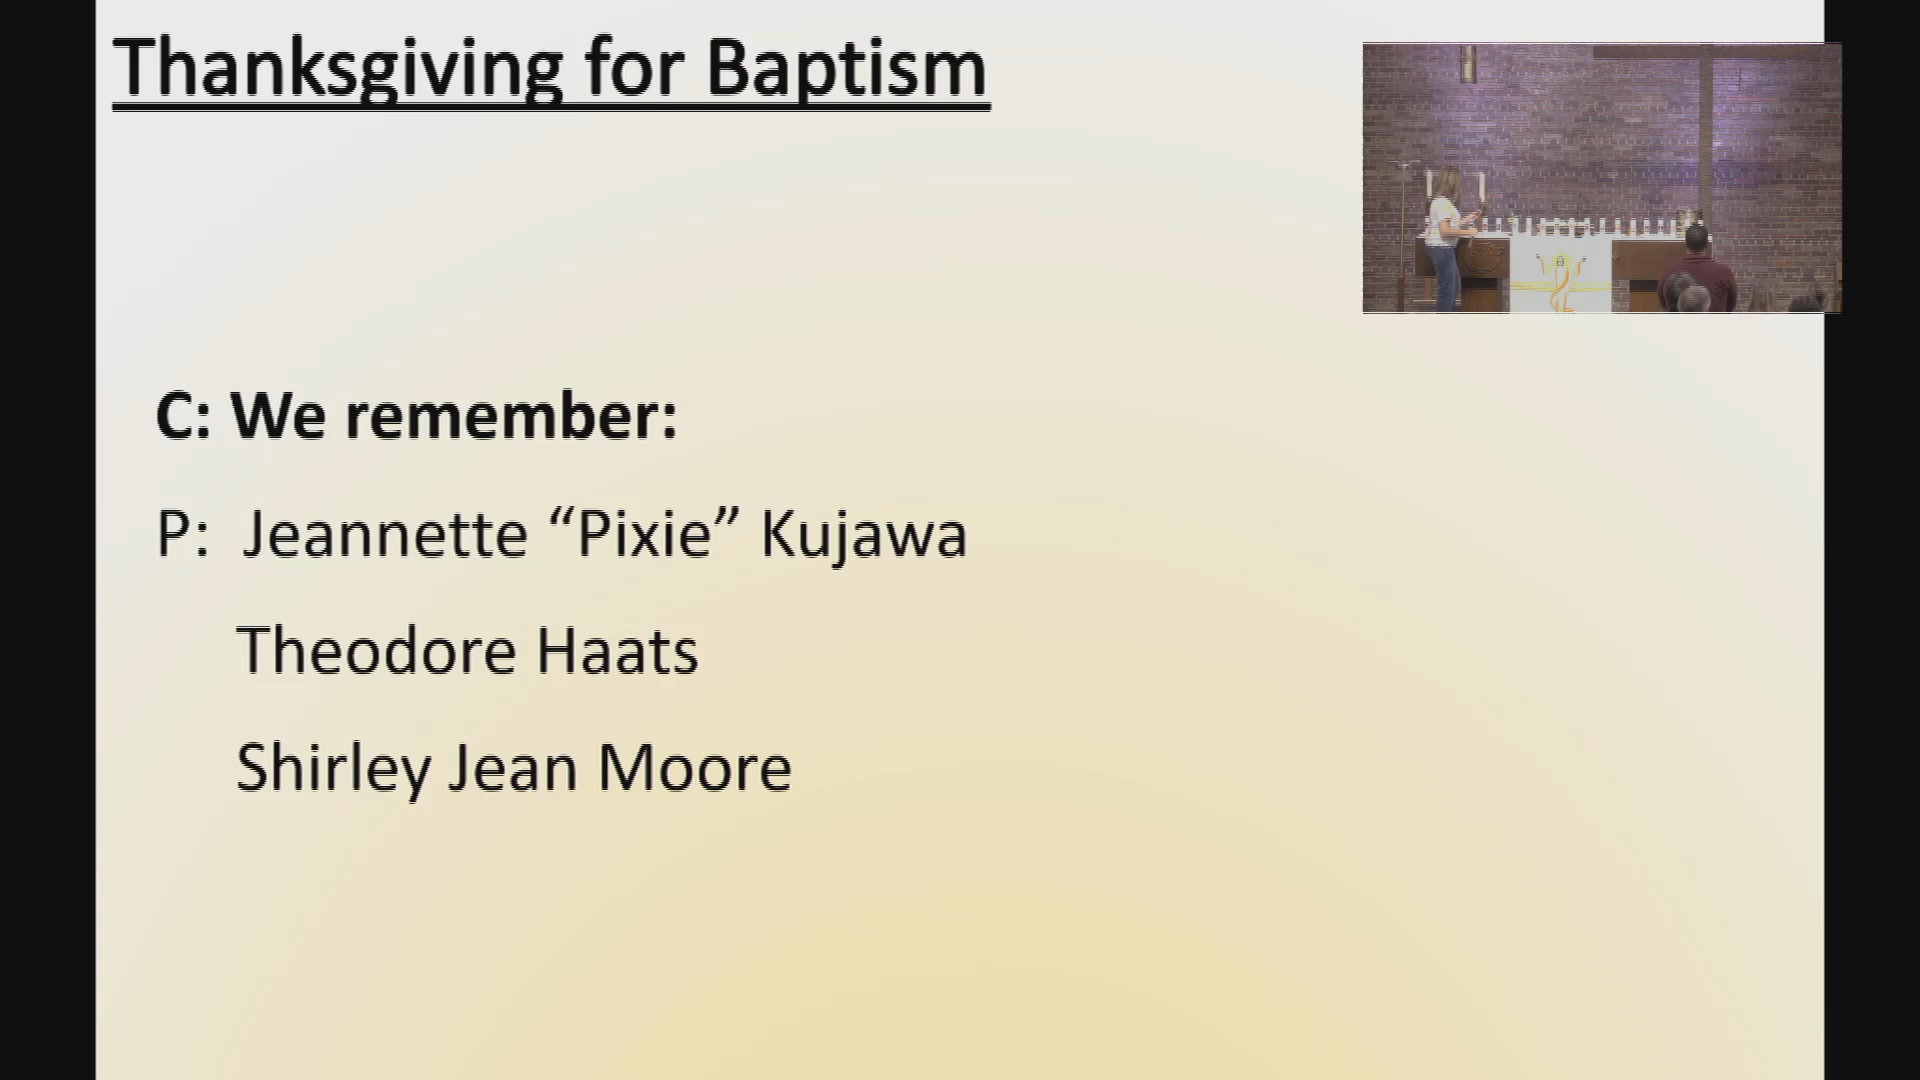 Thanksgiving for Baptism
C: We remember:
P: Jeannette “Pixie” Kujawa
Theodore Haats
Shirley Jean Moore